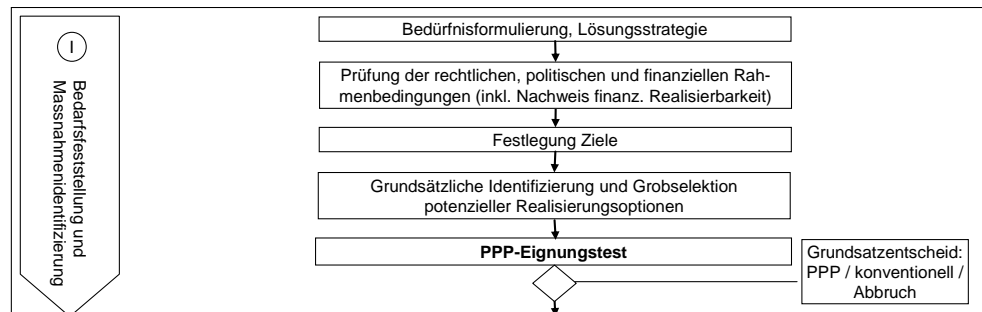 I
Bedarfsfeststellung und
Massnahmenidentifizierung
Bedürfnisformulierung, Lösungsstrategie
Prüfung der rechtlichen, politischen und finanziellen Rah-
menbedingungen (inkl. Nachweis finanz. Realisierbarkeit)
Festlegung Ziele
Grundsätzliche Identifizierung und Grobselektion
potenzieller Realisierungsoptionen
PPP-Eignungstest
Grundsatzentscheid:
PPP / konventionell /
Abbruch